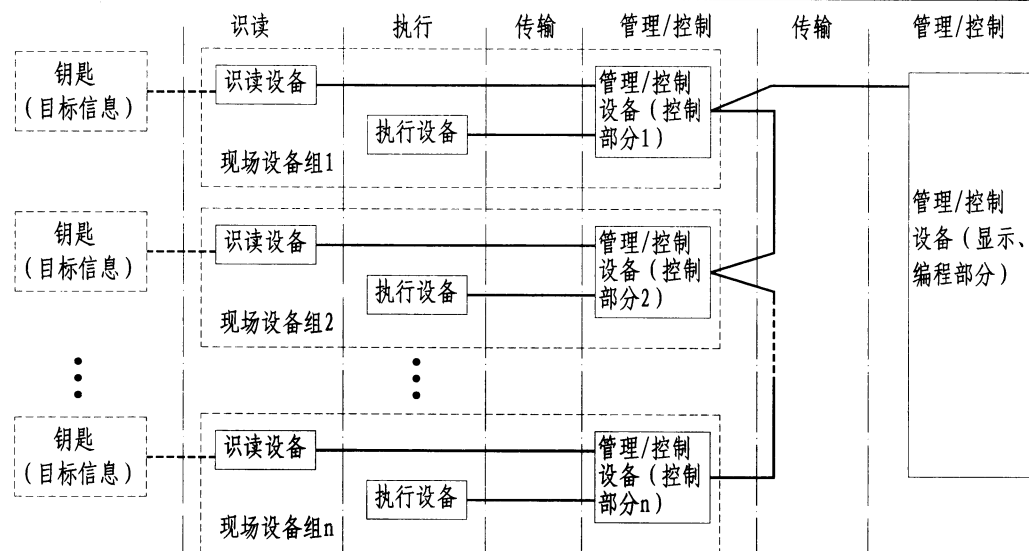 识读 执行 传输 管理/控制 传输 管理/控制
钥匙
(目标信息)
识读设备
执行设备
现场设备组1
管理/控制
设备(控制
部分1)
钥匙
(目标信息)
识读设备
执行设备
现场设备组2
管理/控制
设备(控制
部分2)
管理/控制
设备(显示、
编程部分)
钥匙
(目标信息)
识读设备
执行设备
现场设备组n
管理/控制
设备(控制
部分n)